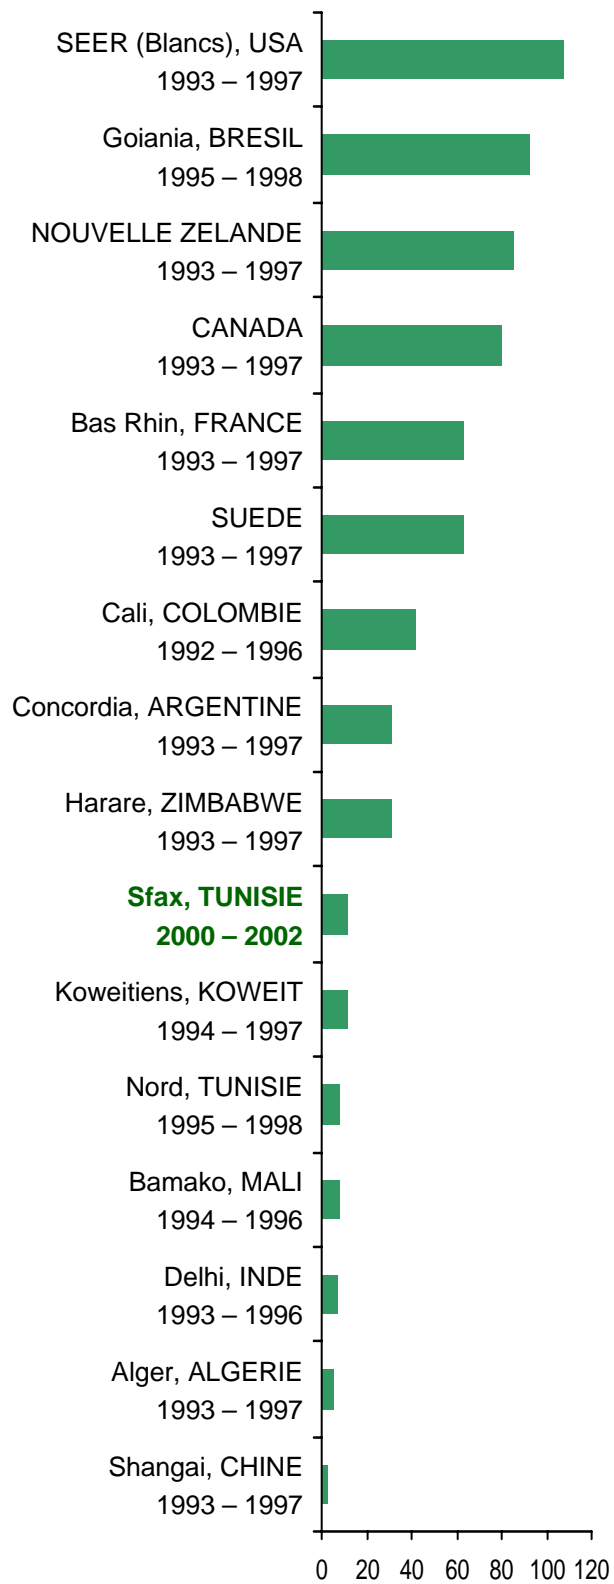 SEER (Blancs), USA
1993 – 1997
Goiania, BRESIL
1995 – 1998
NOUVELLE ZELANDE
1993 – 1997
CANADA
1993 – 1997
Bas Rhin, FRANCE
1993 – 1997
SUEDE
1993 – 1997
Cali, COLOMBIE
1992 – 1996
Concordia, ARGENTINE
1993 – 1997
Harare, ZIMBABWE
1993 – 1997
Sfax, TUNISIE
2000 – 2002
Koweitiens, KOWEIT
1994 – 1997
Nord, TUNISIE
1995 – 1998
Bamako, MALI
1994 – 1996
Delhi, INDE
1993 – 1996
Alger, ALGERIE
1993 – 1997
Shangai, CHINE
1993 – 1997
0 20 40 60 80 100 120